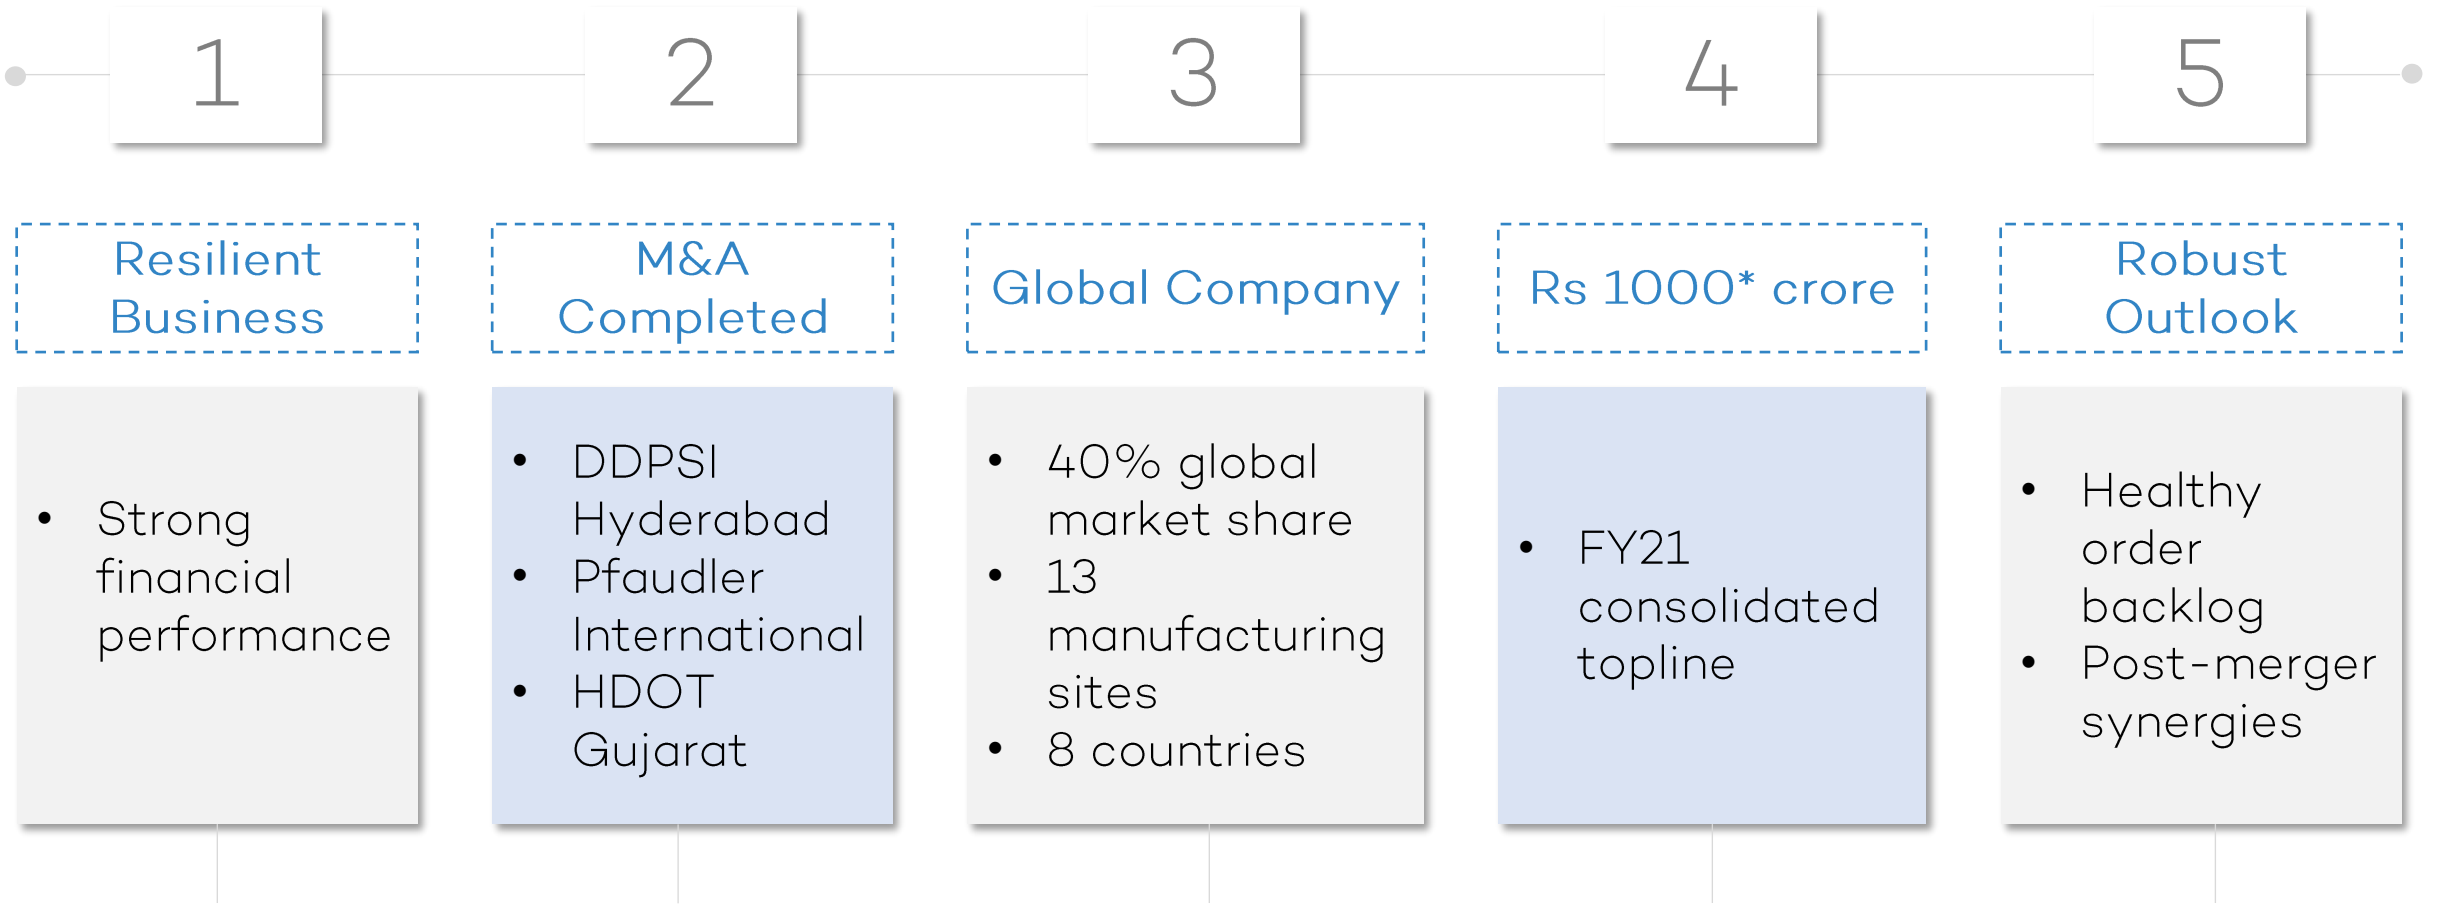 1
2
3
4
5
Resilient
Business
M&A
Completed
Global Company
Rs 1000* crore
Robust
Outlook
• Strong
financial
performance
• DDPSI
Hyderabad
• Pfaudler
International
• HDOT
Gujarat
• 40% global
market share
• 13
manufacturing
sites
• 8 countries
• FY21
consolidated
topline
• Healthy
order
backlog
• Post-merger
synergies